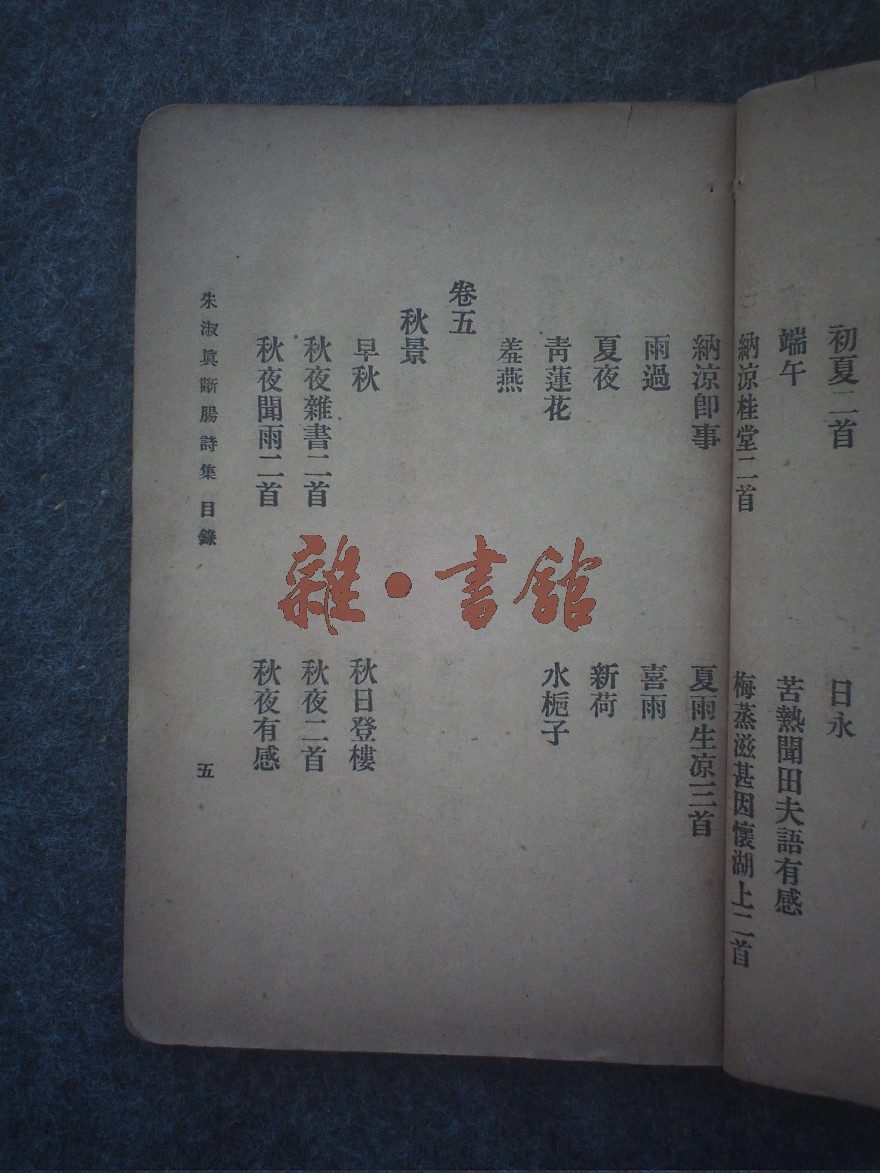 初夏二首
日永
端午
苦熱聞田夫語有感
納涼桂堂二首
梅蒸滋甚因懷湖上二首
納涼卽事
夏雨生凉三首
雨過
喜雨
夏夜
新荷
靑蓮花
水梔子
羞燕
卷五
秋景
早秋
秋日登樓
秋夜雜書二首
秋夜二首
秋夜聞雨二首
秋夜有感
朱淑眞斷腸詩集 目錄
五
雜·書館